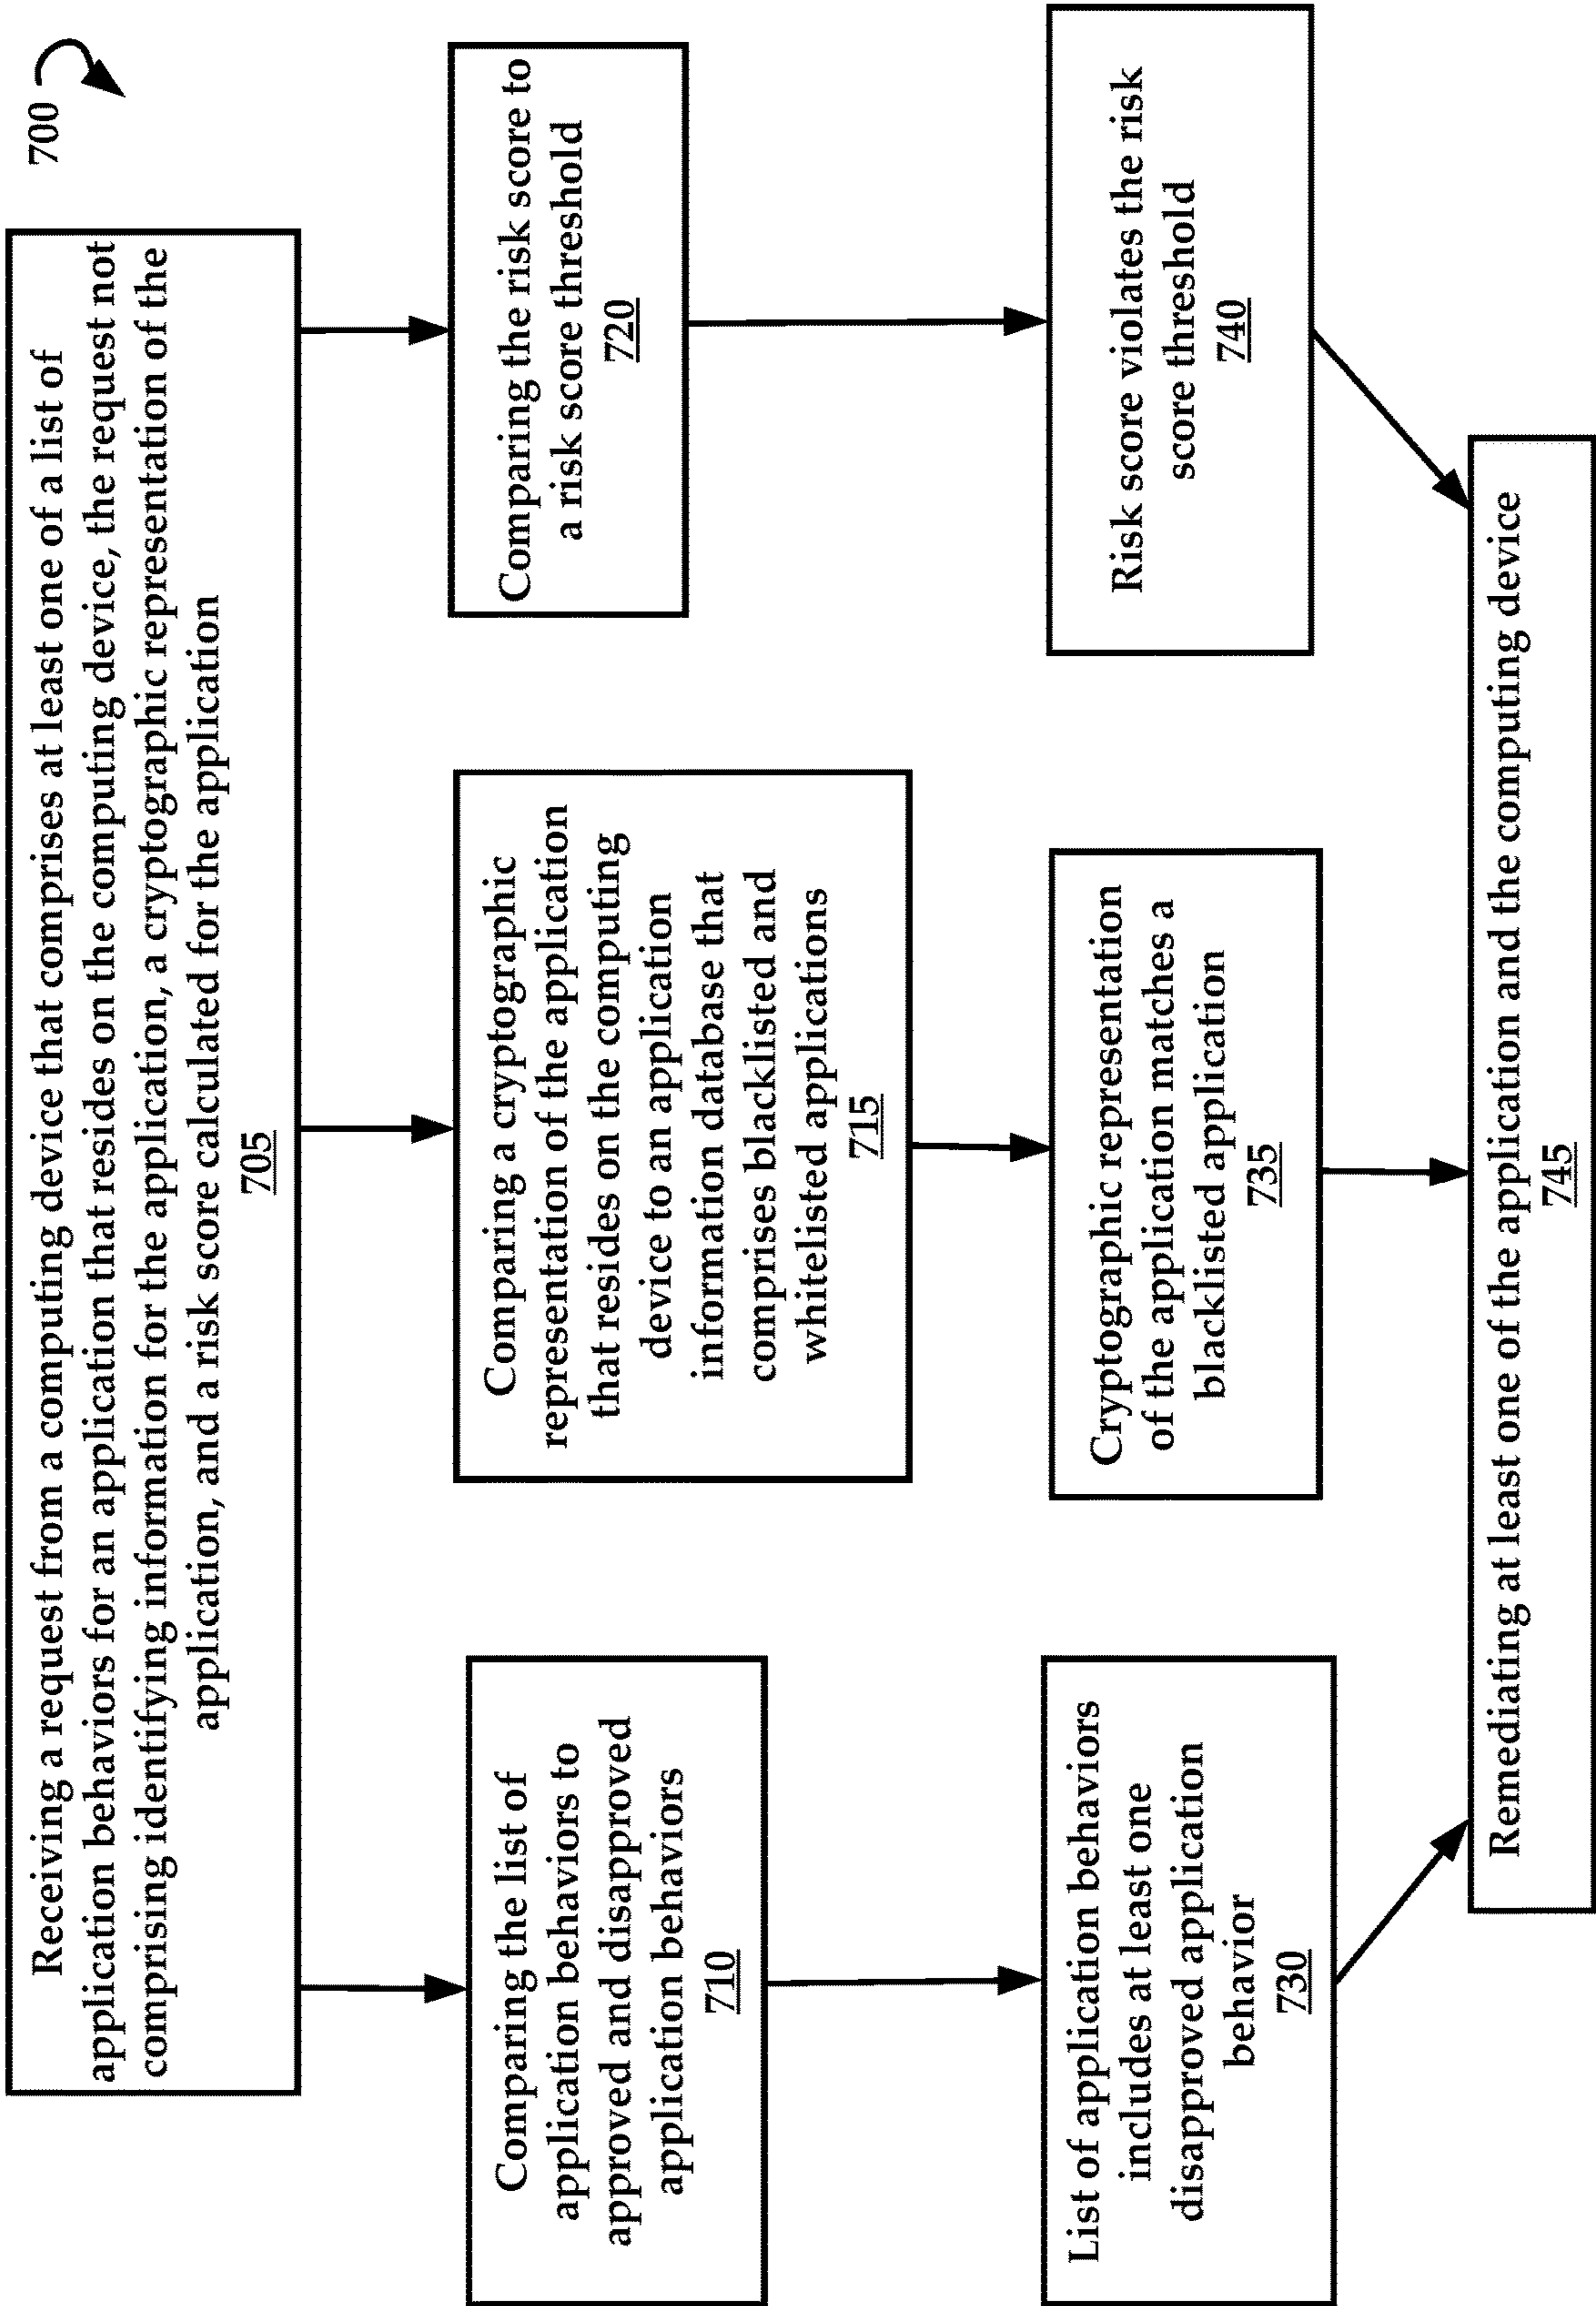 700
Receiving a request from a computing device that comprises at least one of a list of
application behaviors for an application that resides on the computing device, the request not
comprising identifying information for the application, a cryptographic representation of the
application, and a risk score calculated for the application
705
Comparing the list of
application behaviors to
approved and disapproved
application behaviors
710
Comparing a cryptographic
representation of the application
that resides on the computing
device to an application
information database that
comprises blacklisted and
whitelisted applications
715
Comparing the risk score to
a risk score threshold
720
List of application behaviors
includes at least one
disapproved application
behavior
730
Cryptographic representation
of the application matches a
blacklisted application
735
Risk score violates the risk
score threshold
740
Remediating at least one of the application and the computing device
745